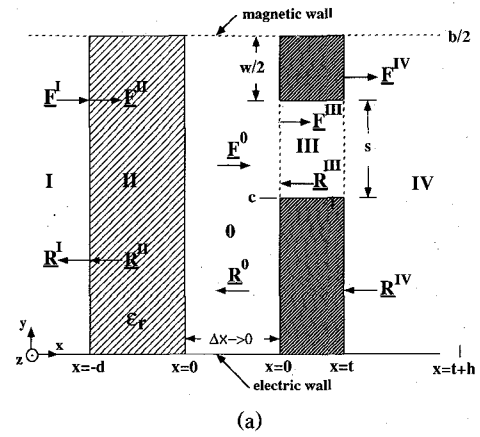 magnetic wall
b/2
w/2
F^IV
F^I
F^II
F^III
s
III
F^0
I
II
R^III
IV
c
0
R^I
R^II
R^0
R^IV
ε_r
y
Δx->0
z
x
x=-d
x=0
x=0
x=t
x=t+h
electric wall
(a)